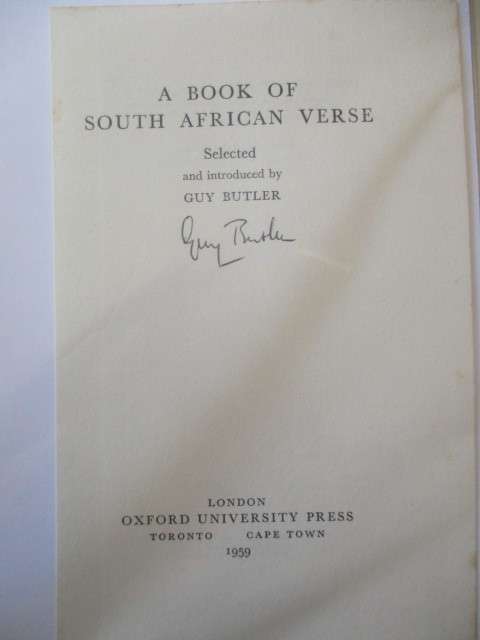 A BOOK OF
SOUTH AFRICAN VERSE
Selected
and introduced by
GUY BUTLER
Guy Butler
LONDON
OXFORD UNIVERSITY PRESS
TORONTO CAPE TOWN
1959